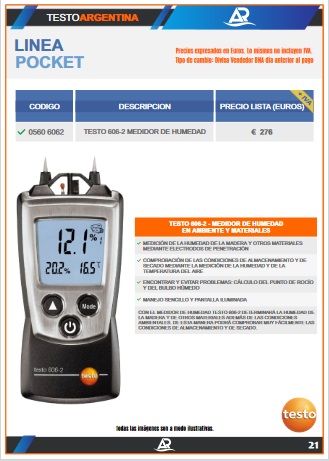 TESTOARGENTINA
AR
LINEA
POCKET
Precios expresados en Euros. Lo mismos no incluyen IVA.
Tipo de cambio: Divisa Vendedor BNA día anterior al pago
CODIGO DESCRIPCION PRECIO LISTA (EUROS) + IVA
0560 6062 TESTO 606-2 MEDIDOR DE HUMEDAD € 276
12.1 %
20.2% 16.5°C
Mode
testo 606-2
testo
TESTO 606-2 - MEDIDOR DE HUMEDAD
EN AMBIENTE Y MATERIALES
MEDICIÓN DE LA HUMEDAD DE LA MADERA Y OTROS MATERIALES
MEDIANTE ELECTRODOS DE PENETRACIÓN
COMPROBACIÓN DE LAS CONDICIONES DE ALMACENAMIENTO Y DE
SECADO MEDIANTE LA MEDICIÓN DE LA HUMEDAD Y DE LA
TEMPERATURA DEL AIRE
ENCONTRAR Y EVITAR PROBLEMAS: CÁLCULO DEL PUNTO DE ROCÍO
Y DEL BULBO HÚMEDO
MANEJO SENCILLO Y PANTALLA ILUMINADA
CON EL MEDIDOR DE HUMEDAD TESTO 606-2 DETERMINARÁ LA HUMEDAD DE
LA MADERA Y DE OTROS MATERIALES ADEMÁS DE LAS CONDICIONES
AMBIENTALES. DE ESTA MANERA PODRÁ COMPROBAR MUY FÁCILMENTE LAS
CONDICIONES DE ALMACENAMIENTO Y DE SECADO.
testo
Todas las imágenes son a modo ilustrativas.
AR
21